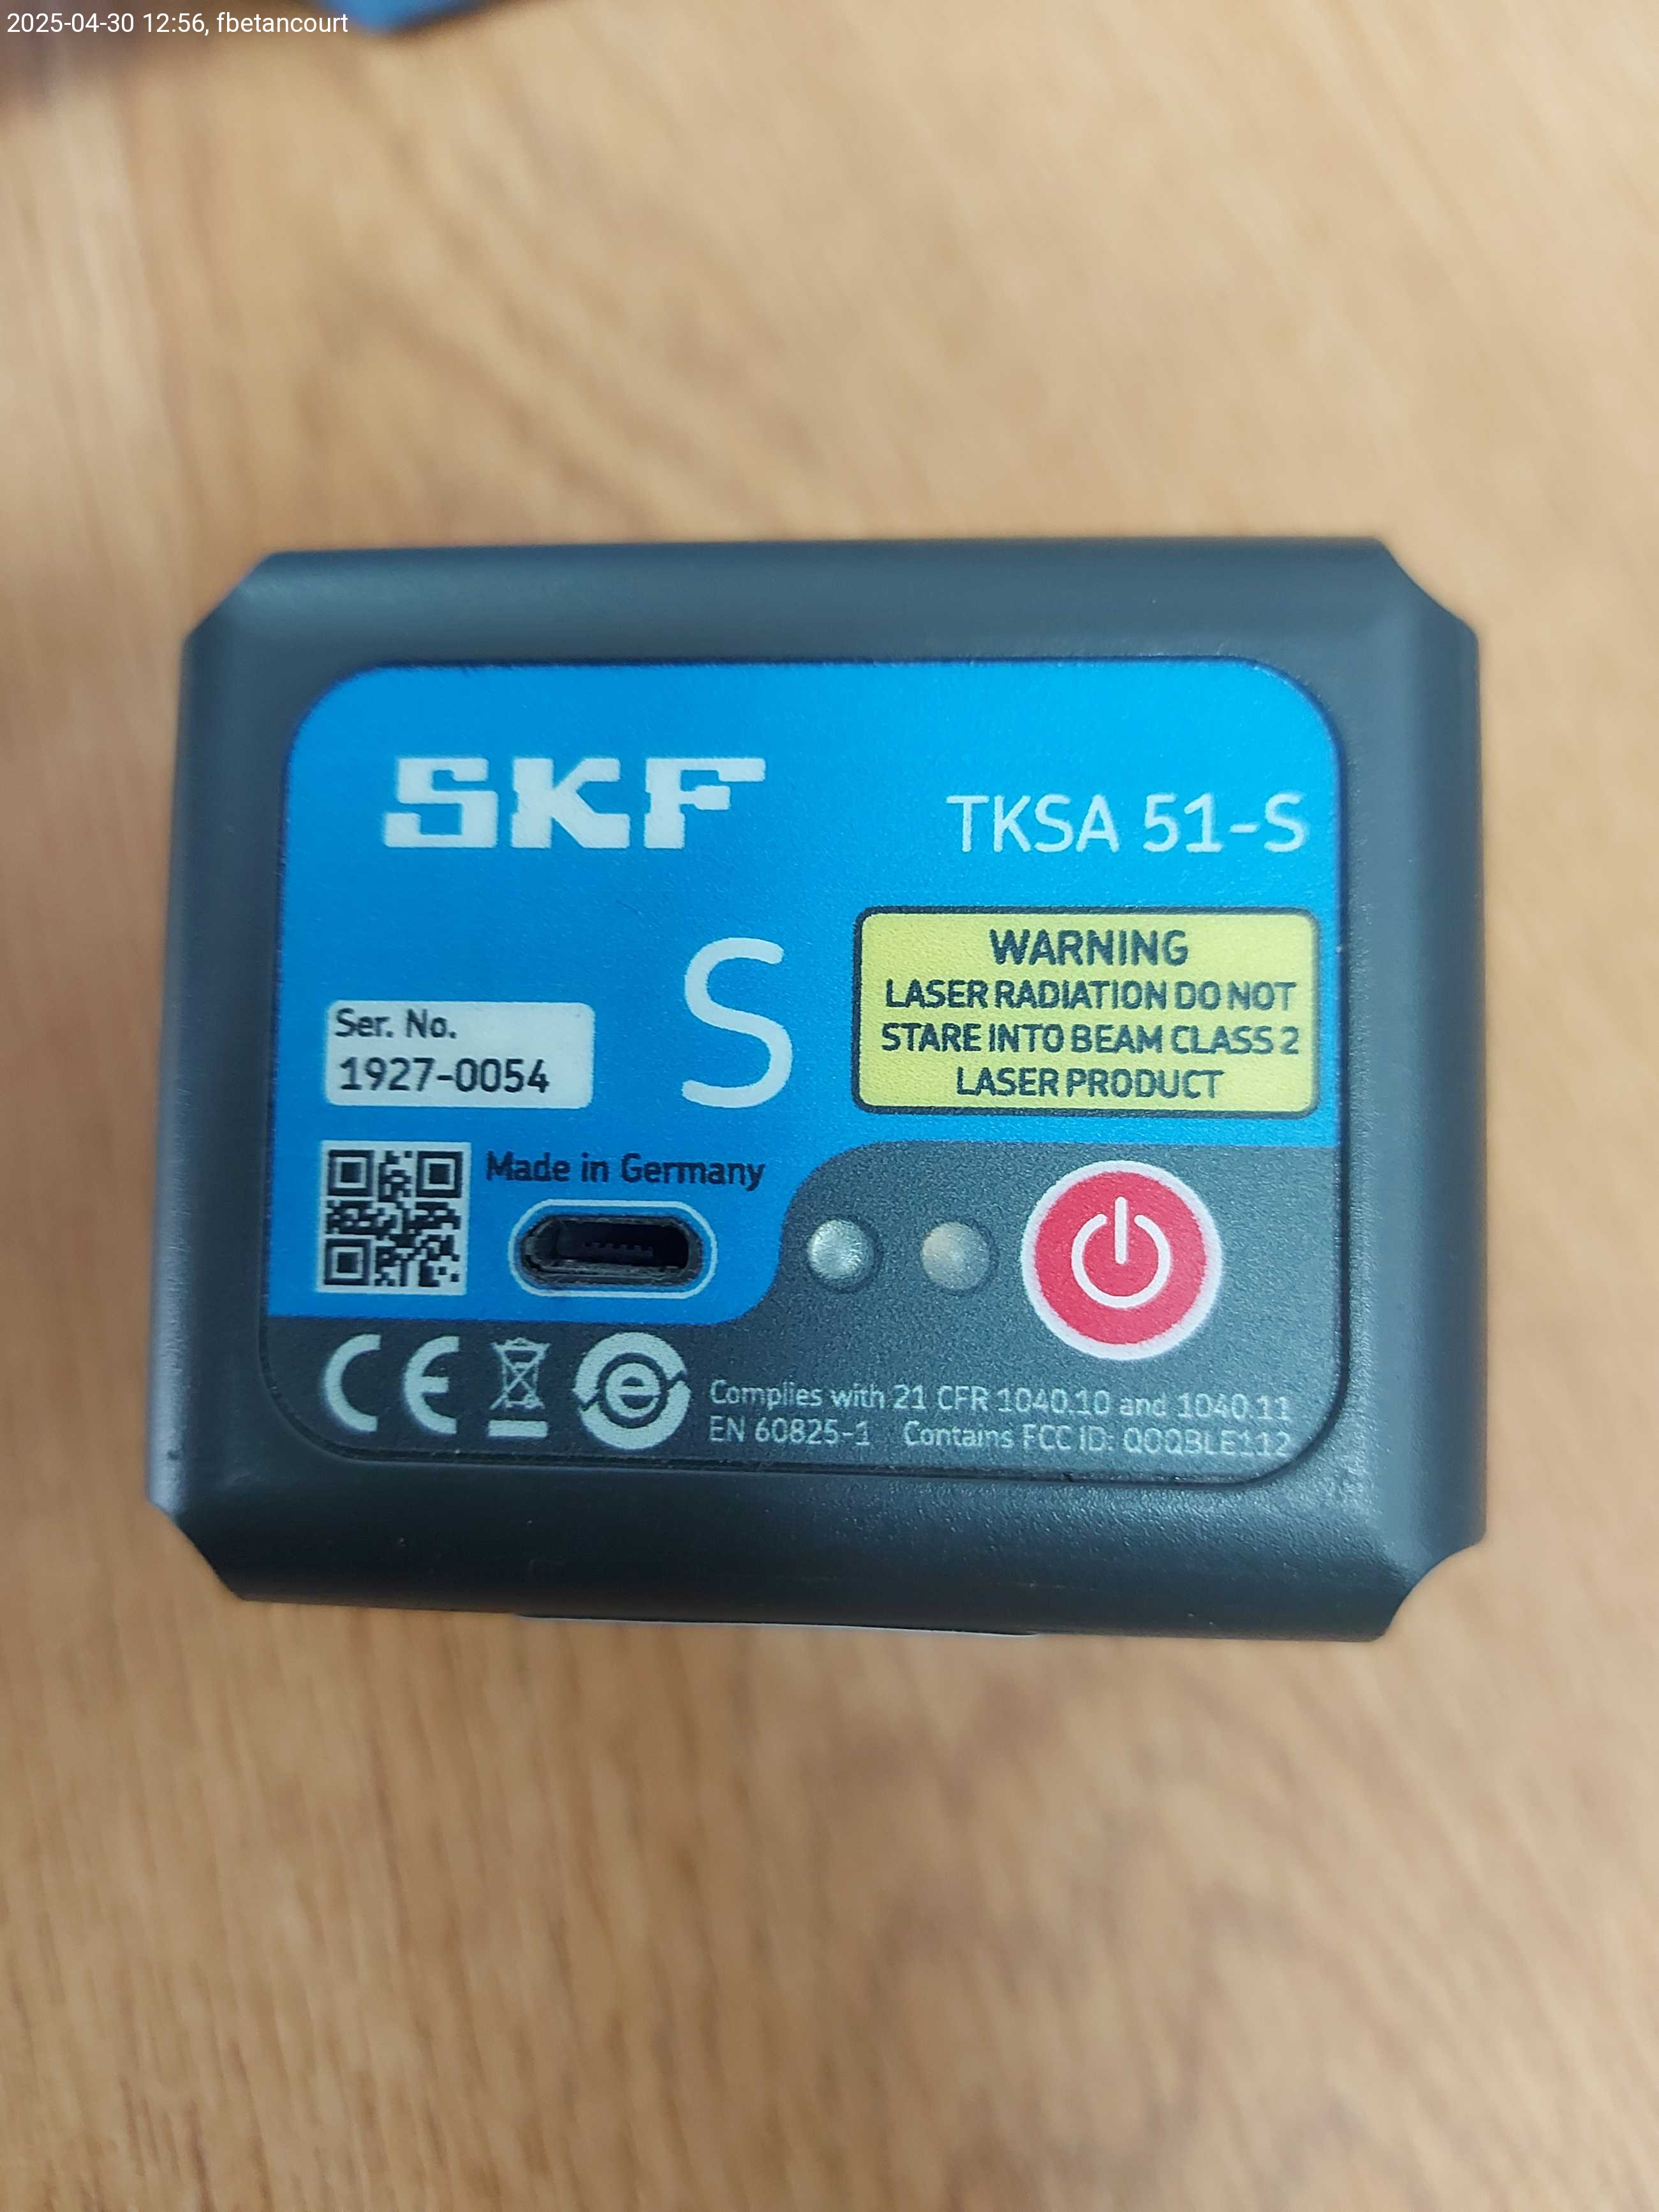 2025-04-30 12:56, fbetancourt
SKF
TKSA 51-S
WARNING
LASER RADIATION DO NOT
STARE INTO BEAM CLASS 2
LASER PRODUCT
S
Ser. No.
1927-0054
Made in Germany
CE
e
Complies with 21 CFR 1040.10 and 1040.11
EN 60825-1 Contains FCC ID: QOQBLE112